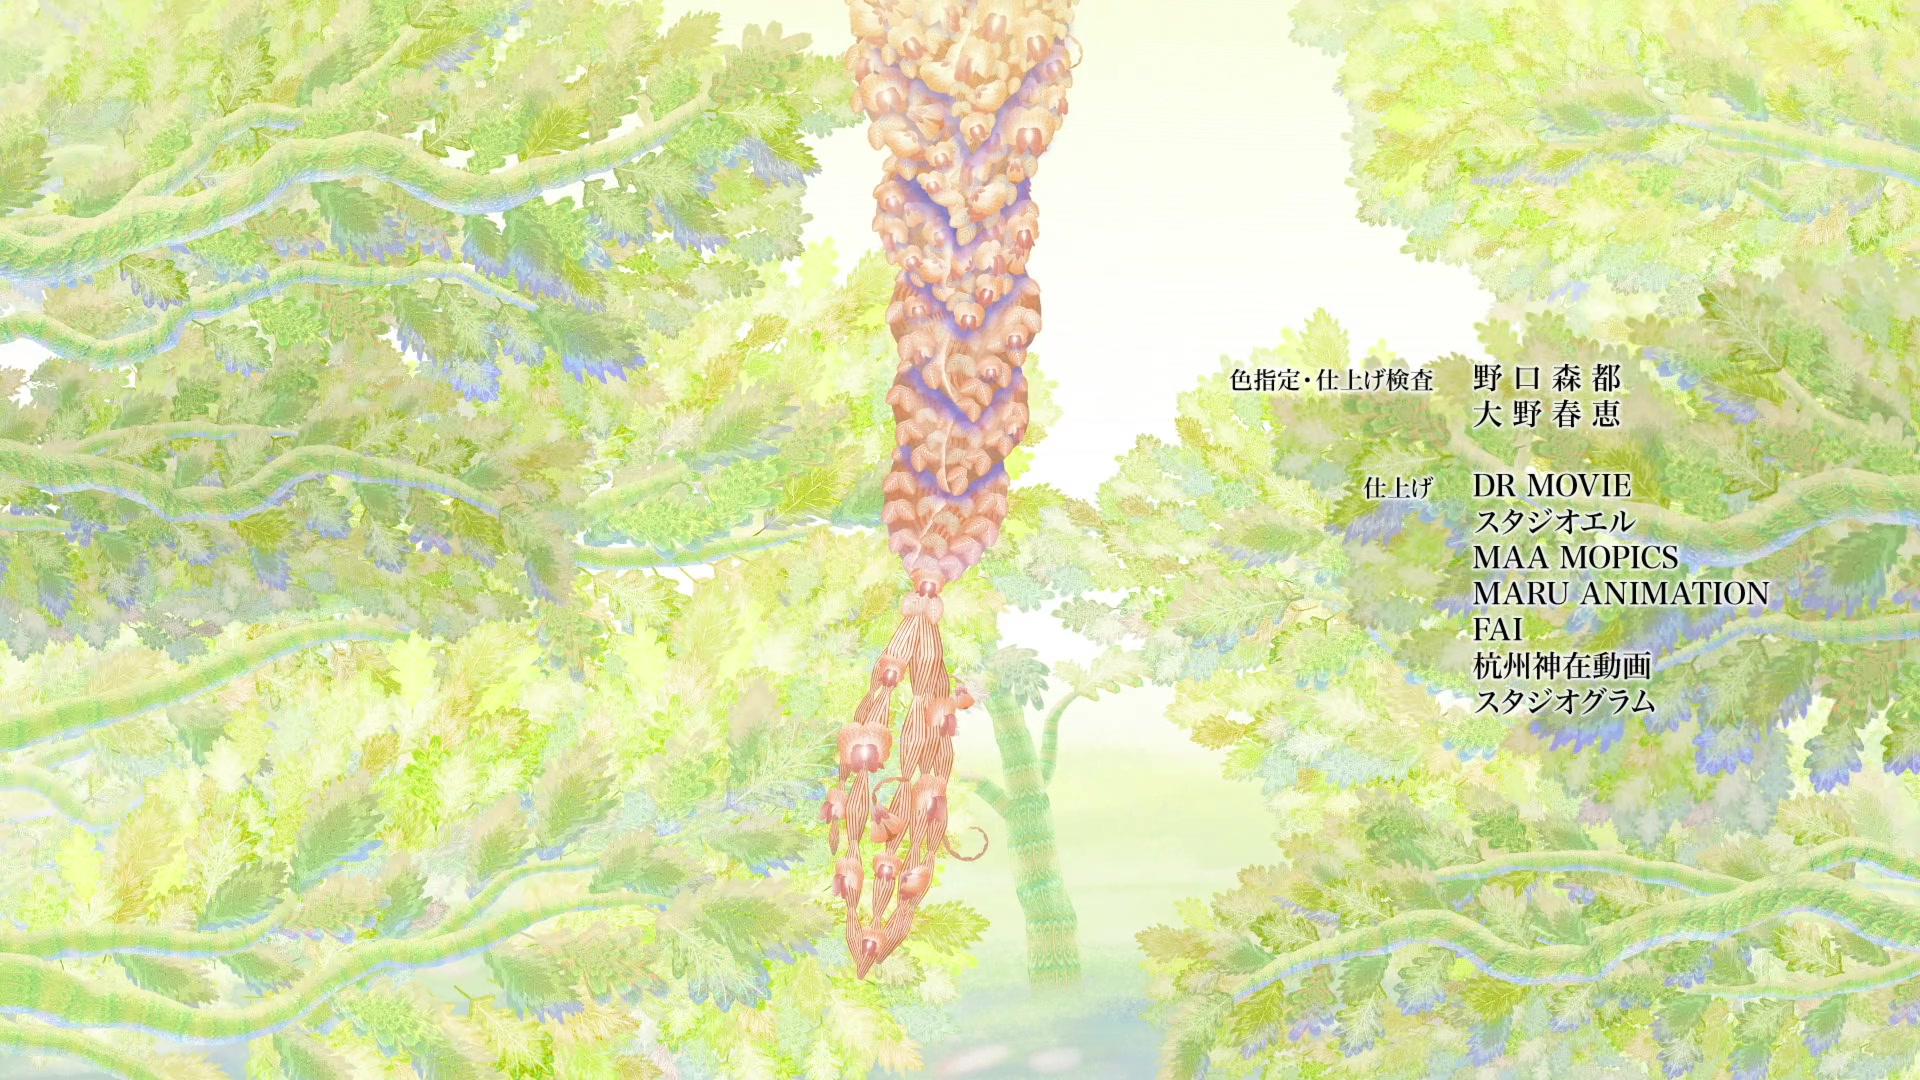 色指定・仕上げ検査 野口森都
大野春恵
仕上げ DR MOVIE
スタジオエル
MAA MOPICS
MARU ANIMATION
FAI
杭州神在動画
スタジオグラム